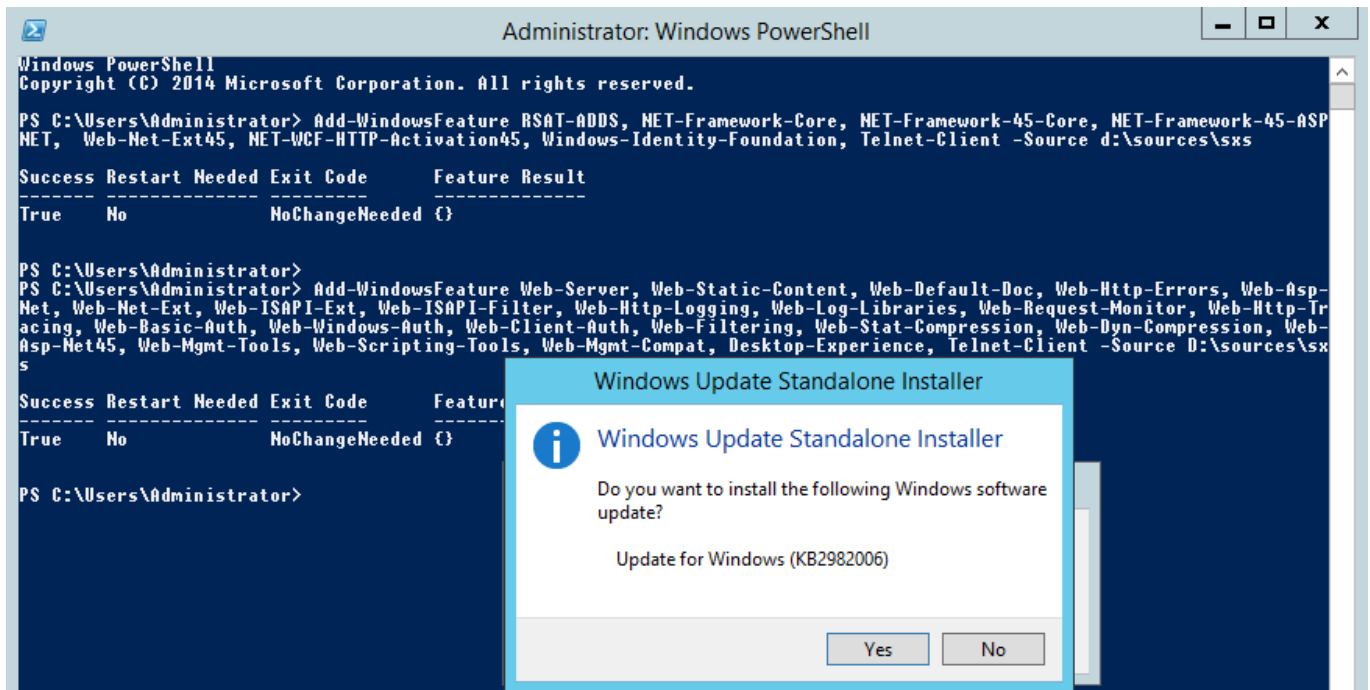 Administrator: Windows PowerShell
Windows PowerShell
Copyright (C) 2014 Microsoft Corporation. All rights reserved.
PS C:\Users\Administrator> Add-WindowsFeature RSAT-ADDS, NET-Framework-Core, NET-Framework-45-Core, NET-Framework-45-ASP
NET,  Web-Net-Ext45, NET-WCF-HTTP-Activation45, Windows-Identity-Foundation, Telnet-Client -Source d:\sources\sxs
Success Restart Needed Exit Code      Feature Result
------- -------------- ---------      --------------
True    No             NoChangeNeeded {}
PS C:\Users\Administrator>
PS C:\Users\Administrator> Add-WindowsFeature Web-Server, Web-Static-Content, Web-Default-Doc, Web-Http-Errors, Web-Asp-
Net, Web-Net-Ext, Web-ISAPI-Ext, Web-ISAPI-Filter, Web-Http-Logging, Web-Log-Libraries, Web-Request-Monitor, Web-Http-Tr
acing, Web-Basic-Auth, Web-Windows-Auth, Web-Client-Auth, Web-Filtering, Web-Stat-Compression, Web-Dyn-Compression, Web-
Asp-Net45, Web-Mgmt-Tools, Web-Scripting-Tools, Web-Mgmt-Compat, Desktop-Experience, Telnet-Client -Source D:\sources\sx
s
Success Restart Needed Exit Code      Feature
------- -------------- ---------      -------
True    No             NoChangeNeeded {}
PS C:\Users\Administrator>
Windows Update Standalone Installer
Windows Update Standalone Installer
Do you want to install the following Windows software
update?
Update for Windows (KB2982006)
Yes
No